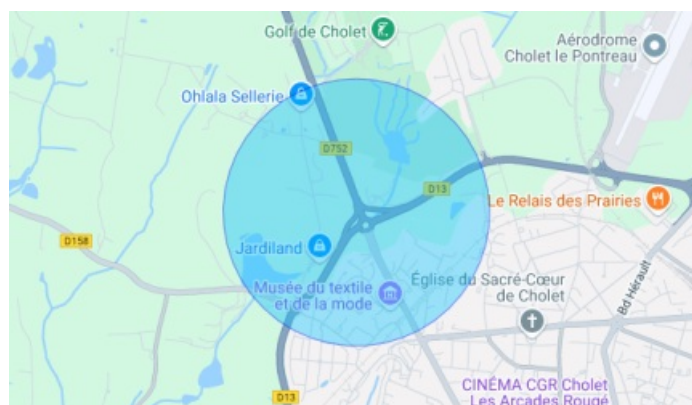 Golf de Cholet
Aérodrome
Cholet le Pontreau
Ohlala Sellerie
D752
D13
Le Relais des Prairies
D158
Jardiland
Musée du textile
et de la mode
Église du Sacré-Cœur
de Cholet
Bd Hérault
D13
CINÉMA CGR Cholet
Les Arcades Rougé